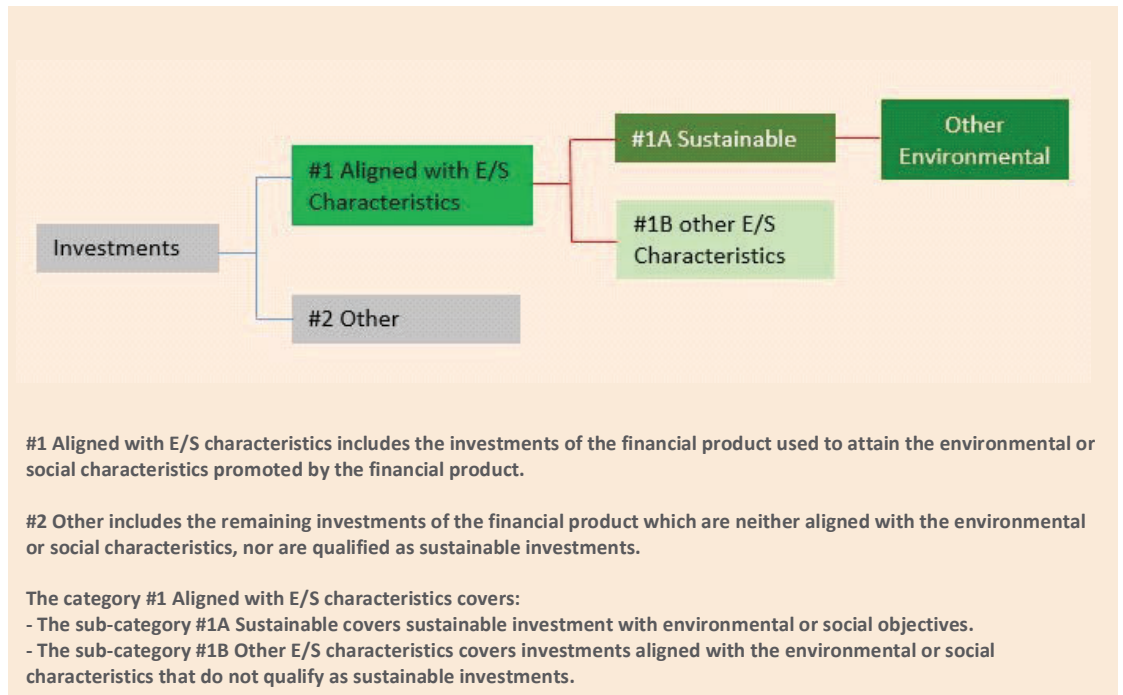 Other
Environmental
#1A Sustainable
#1 Aligned with E/S
Characteristics
#1B other E/S
Characteristics
Investments
#2 Other
#1 Aligned with E/S characteristics includes the investments of the financial product used to attain the environmental or
social characteristics promoted by the financial product.
#2 Other includes the remaining investments of the financial product which are neither aligned with the environmental
or social characteristics, nor are qualified as sustainable investments.
The category #1 Aligned with E/S characteristics covers:
- The sub-category #1A Sustainable covers sustainable investment with environmental or social objectives.
- The sub-category #1B Other E/S characteristics covers investments aligned with the environmental or social
characteristics that do not qualify as sustainable investments.